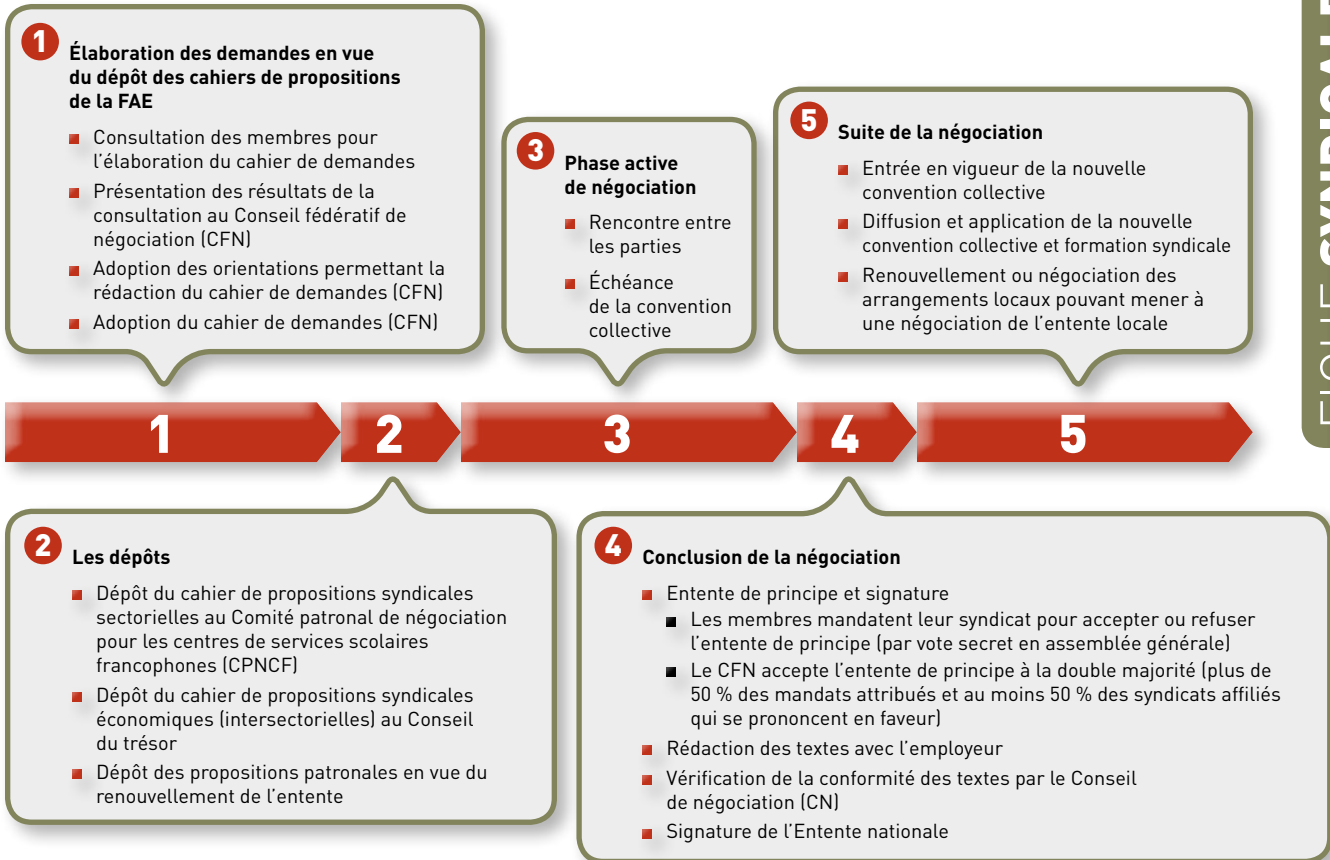 1
Élaboration des demandes en vue
du dépôt des cahiers de propositions
de la FAE
Consultation des membres pour
l'élaboration du cahier de demandes
Présentation des résultats de la
consultation au Conseil fédératif de
négociation (CFN)
Adoption des orientations permettant la
rédaction du cahier de demandes (CFN)
Adoption du cahier de demandes (CFN)
3
Phase active
de négociation
Rencontre entre
les parties
Échéance
de la convention
collective
5
Suite de la négociation
Entrée en vigueur de la nouvelle
convention collective
Diffusion et application de la nouvelle
convention collective et formation syndicale
Renouvellement ou négociation des
arrangements locaux pouvant mener à
une négociation de l'entente locale
1 2 3 4 5
2
Les dépôts
Dépôt du cahier de propositions syndicales
sectorielles au Comité patronal de négociation
pour les centres de services scolaires
francophones (CPNCF)
Dépôt du cahier de propositions syndicales
économiques (intersectorielles) au Conseil
du trésor
Dépôt des propositions patronales en vue du
renouvellement de l'entente
4
Conclusion de la négociation
Entente de principe et signature
Les membres mandatent leur syndicat pour accepter ou refuser
l'entente de principe (par vote secret en assemblée générale)
Le CFN accepte l'entente de principe à la double majorité (plus de
50 % des mandats attribués et au moins 50 % des syndicats affiliés
qui se prononcent en faveur)
Rédaction des textes avec l'employeur
Vérification de la conformité des textes par le Conseil
de négociation (CN)
Signature de l'Entente nationale